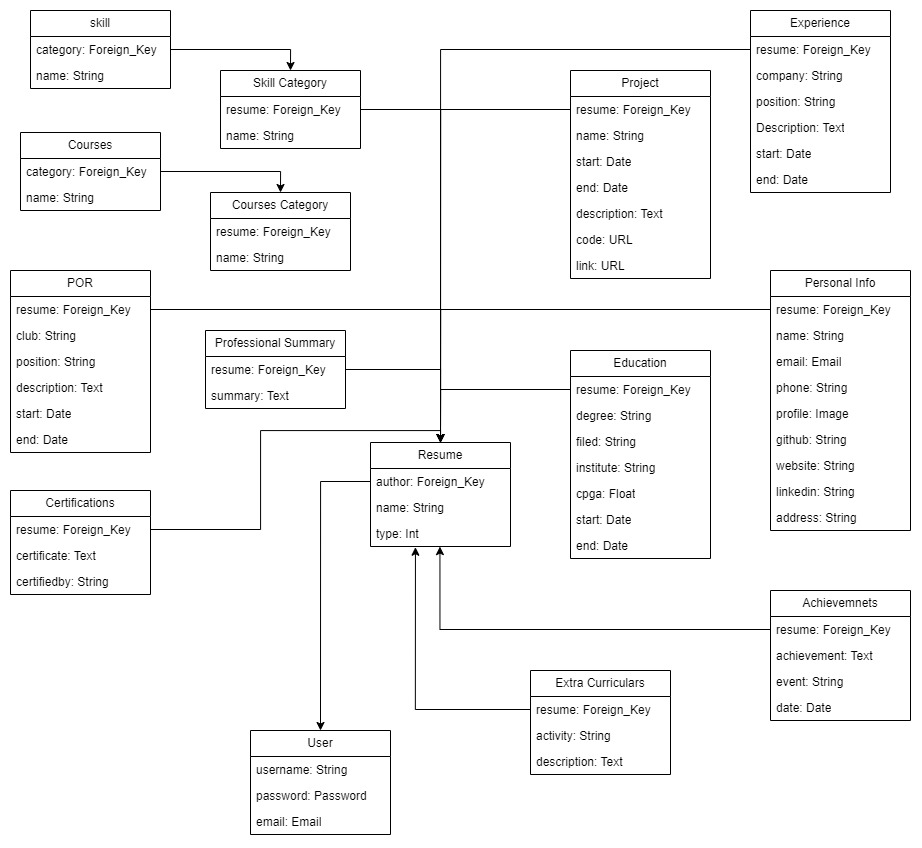 skill
category: Foreign_Key
name: String
Experience
resume: Foreign_Key
company: String
position: String
Description: Text
start: Date
end: Date
Skill Category
resume: Foreign_Key
name: String
Project
resume: Foreign_Key
name: String
start: Date
end: Date
description: Text
code: URL
link: URL
Courses
category: Foreign_Key
name: String
Courses Category
resume: Foreign_Key
name: String
POR
resume: Foreign_Key
club: String
position: String
description: Text
start: Date
end: Date
Personal Info
resume: Foreign_Key
name: String
email: Email
phone: String
profile: Image
github: String
website: String
linkedin: String
address: String
Professional Summary
resume: Foreign_Key
summary: Text
Education
resume: Foreign_Key
degree: String
filed: String
institute: String
cpga: Float
start: Date
end: Date
Resume
author: Foreign_Key
name: String
type: Int
Certifications
resume: Foreign_Key
certificate: Text
certifiedby: String
Achievemnets
resume: Foreign_Key
achievement: Text
event: String
date: Date
Extra Curriculars
resume: Foreign_Key
activity: String
description: Text
User
username: String
password: Password
email: Email